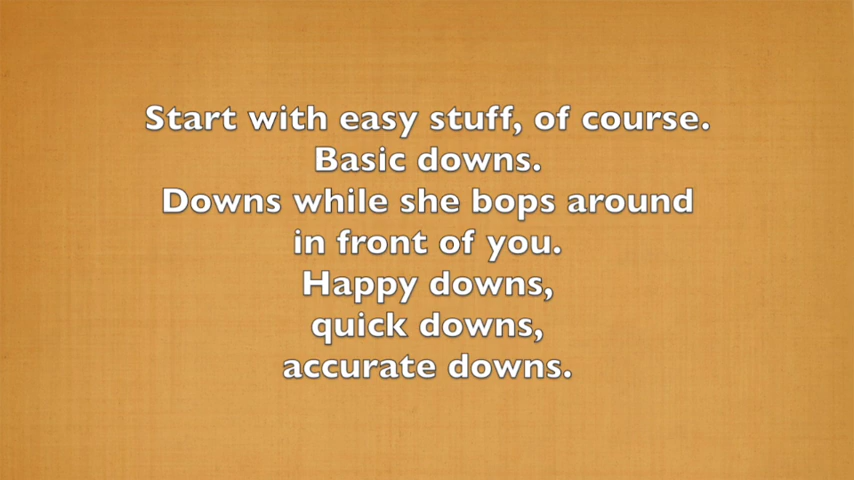 Start with easy stuff, of course.
Basic downs.
Downs while she bops around
in front of you.
Happy downs,
quick downs,
accurate downs.